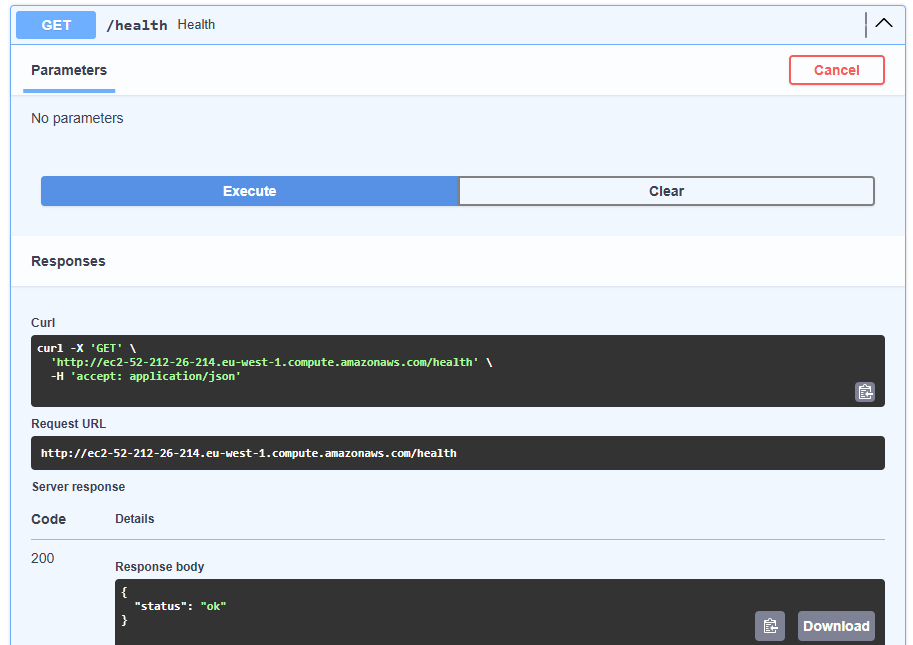 GET /health Health
Parameters Cancel
No parameters
Execute Clear
Responses
Curl
curl -X 'GET' \
  'http://ec2-52-212-26-214.eu-west-1.compute.amazonaws.com/health' \
  -H 'accept: application/json'
Request URL
http://ec2-52-212-26-214.eu-west-1.compute.amazonaws.com/health
Server response
Code Details
200
Response body
{
  "status": "ok"
}
Download